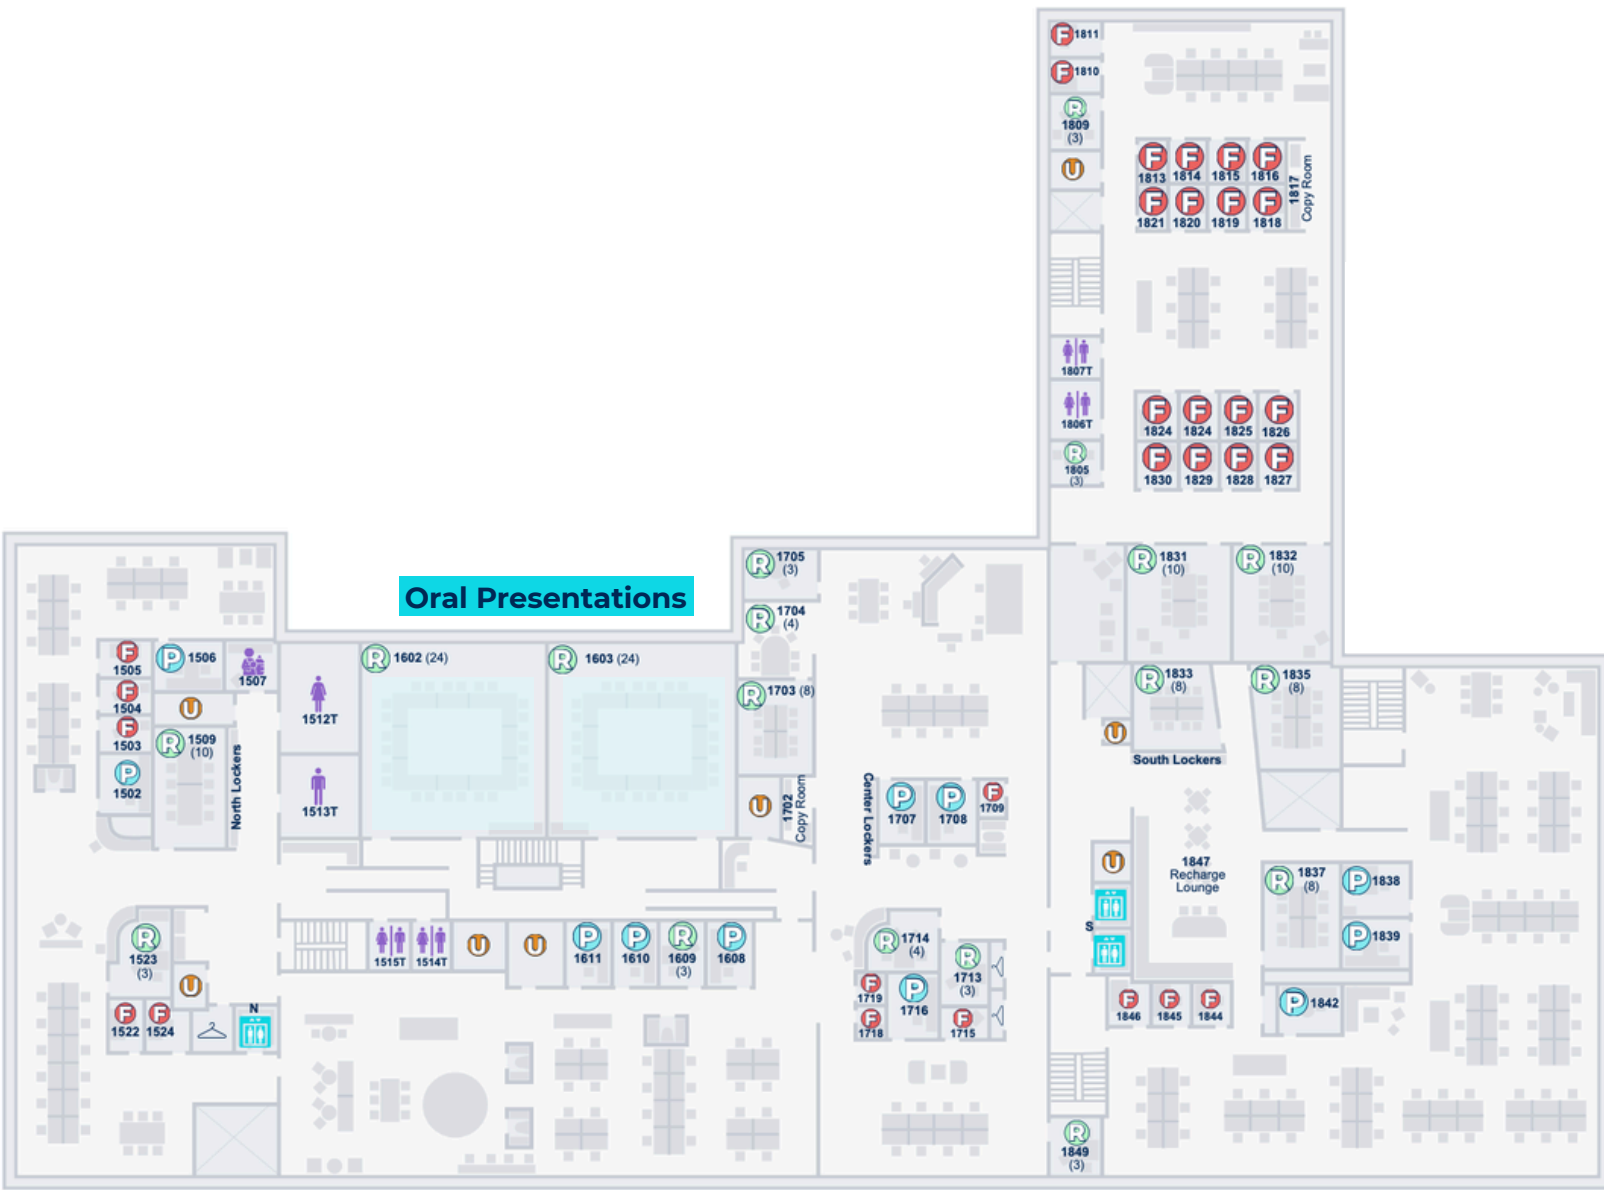 F 1811
F 1810
R
1809
(3)
U
F F F F
1813 1814 1815 1816
1817
Copy Room
F F F F
1821 1820 1819 1818
1807T
1806T
R
1805
(3)
F F F F
1824 1824 1825 1826
F F F F
1830 1829 1828 1827
Oral Presentations
R 1705
(3)
R 1704
(4)
R 1703 (8)
R 1831
(10)
R 1832
(10)
F
1505
F
1504
F
1503
P
1502
P 1506
1507
U
R 1509
(10)
North Lockers
1512T
1513T
R 1602 (24)
R 1603 (24)
U
1702
Copy Room
Center Lockers
P
1707
P
1708
F
1709
R 1833
(8)
U
South Lockers
R 1835
(8)
1847
Recharge
Lounge
U
S
R 1837
(8)
P 1838
P 1839
P 1842
R
1523
(3)
U
F
1522
F
1524
N
1515T
1514T
U
U
P
1611
P
1610
R
1609
(3)
P
1608
R 1714
(4)
R
1713
(3)
F
1719
F
1718
P
1716
F
1715
F
1846
F
1845
F
1844
R
1849
(3)